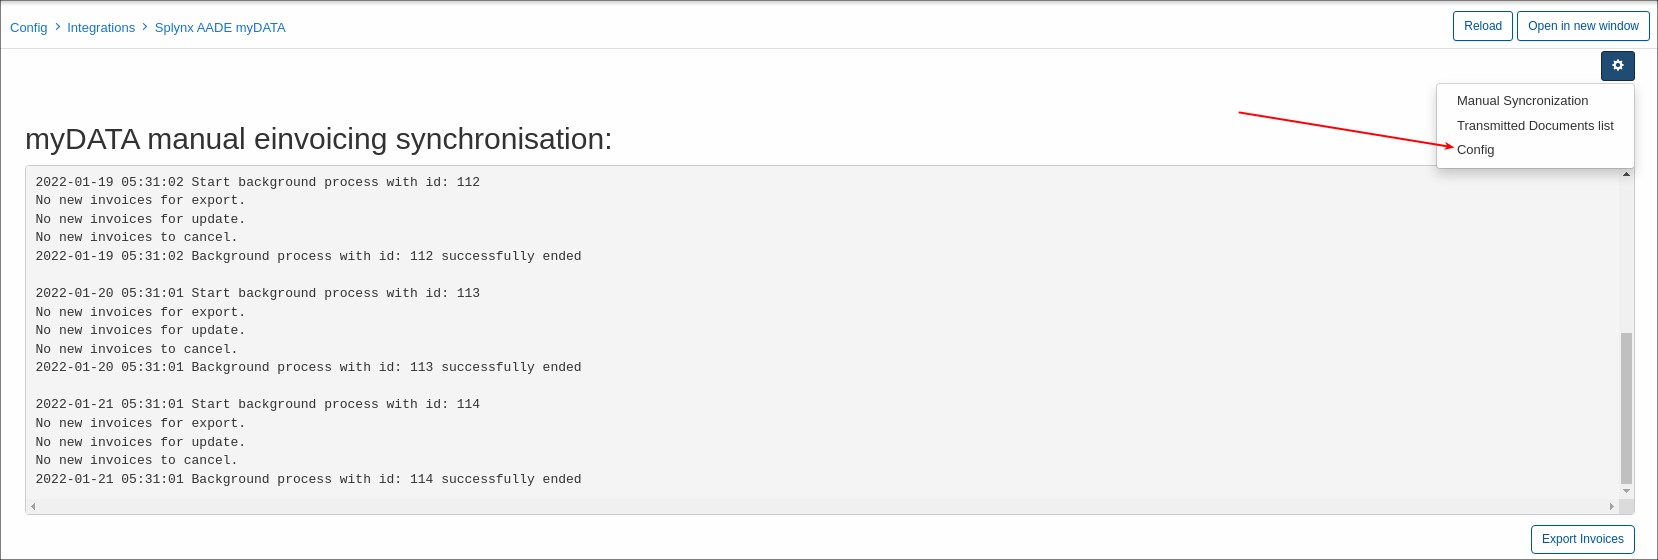 Config > Integrations > Splynx AADE myDATA
Reload
Open in new window
Manual Syncronization
Transmitted Documents list
Config
myDATA manual einvoicing synchronisation:
2022-01-19 05:31:02 Start background process with id: 112
No new invoices for export.
No new invoices for update.
No new invoices to cancel.
2022-01-19 05:31:02 Background process with id: 112 successfully ended
2022-01-20 05:31:01 Start background process with id: 113
No new invoices for export.
No new invoices for update.
No new invoices to cancel.
2022-01-20 05:31:01 Background process with id: 113 successfully ended
2022-01-21 05:31:01 Start background process with id: 114
No new invoices for export.
No new invoices for update.
No new invoices to cancel.
2022-01-21 05:31:01 Background process with id: 114 successfully ended
Export Invoices